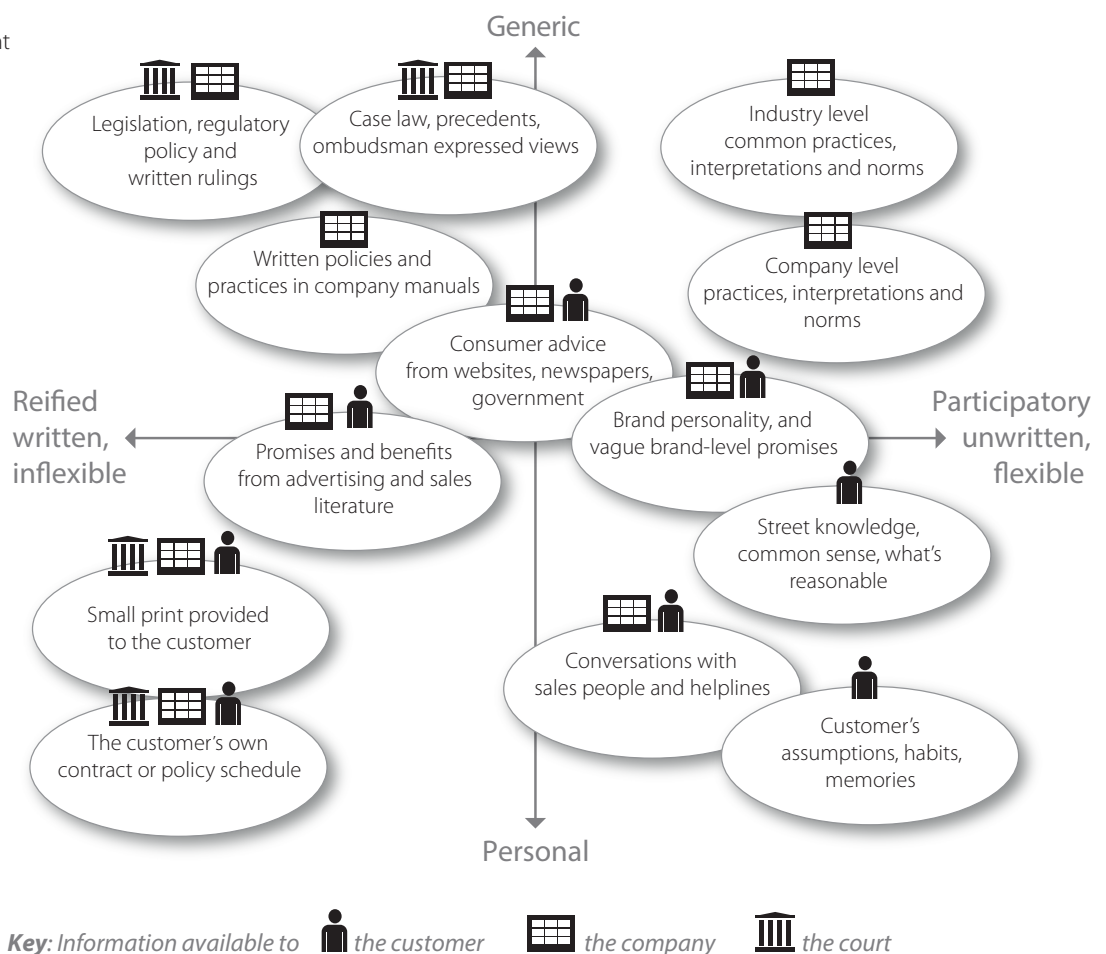 nt
Generic
Legislation, regulatory
policy and
written rulings
Case law, precedents,
ombudsman expressed views
Industry level
common practices,
interpretations and norms
Written policies and
practices in company manuals
Company level
practices, interpretations and
norms
Consumer advice
from websites, newspapers,
government
Brand personality, and
vague brand-level promises
Reified
written,
inflexible
Participatory
unwritten,
flexible
Promises and benefits
from advertising and sales
literature
Street knowledge,
common sense, what's
reasonable
Small print provided
to the customer
Conversations with
sales people and helplines
The customer's own
contract or policy schedule
Customer's
assumptions, habits,
memories
Personal
Key: Information available to the customer the company the court